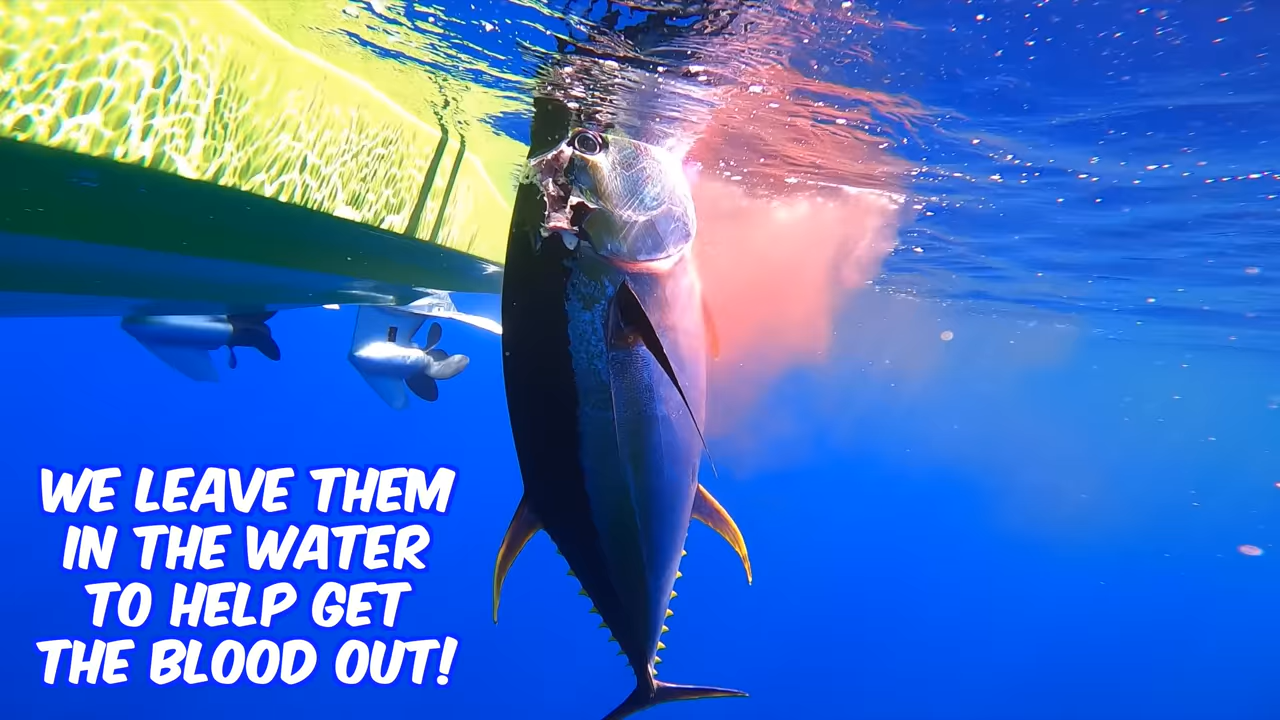 WE LEAVE THEM
IN THE WATER
TO HELP GET
THE BLOOD OUT!